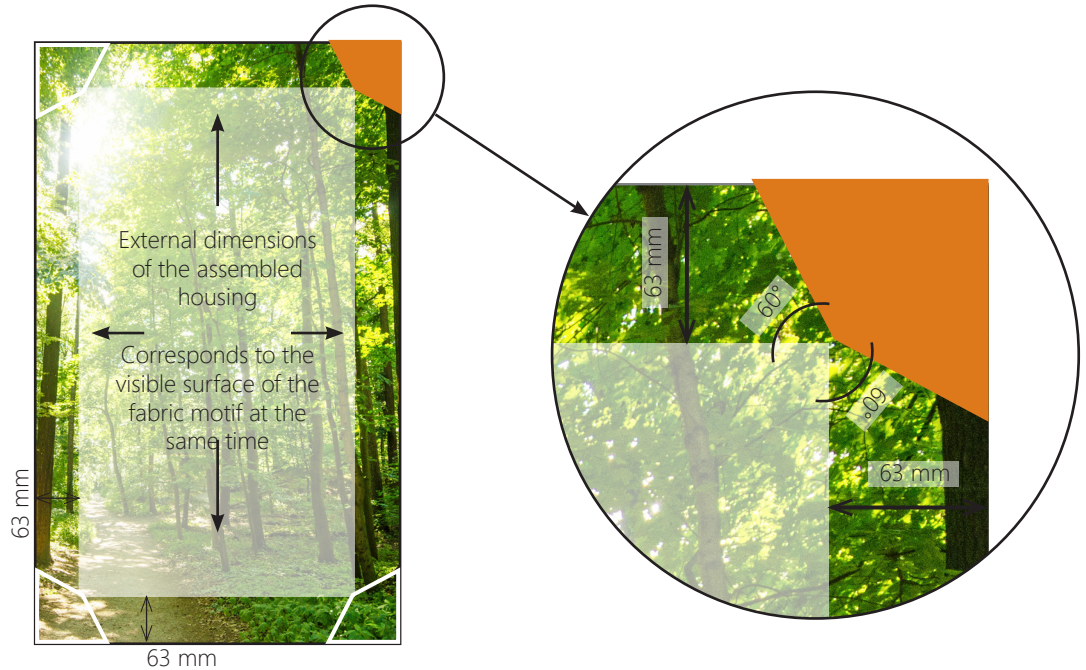 External dimensions
of the assembled
housing
Corresponds to the
visible surface of the
fabric motif at the
same time
63 mm
63 mm
63 mm
60°
60°
63 mm